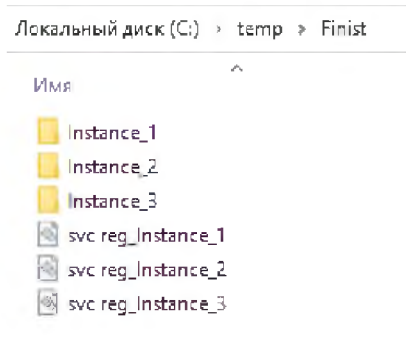 Локальный диск (C:) > temp > Finist
Имя
Instance_1
Instance_2
Instance_3
svc reg_Instance_1
svc reg_Instance_2
svc reg_Instance_3